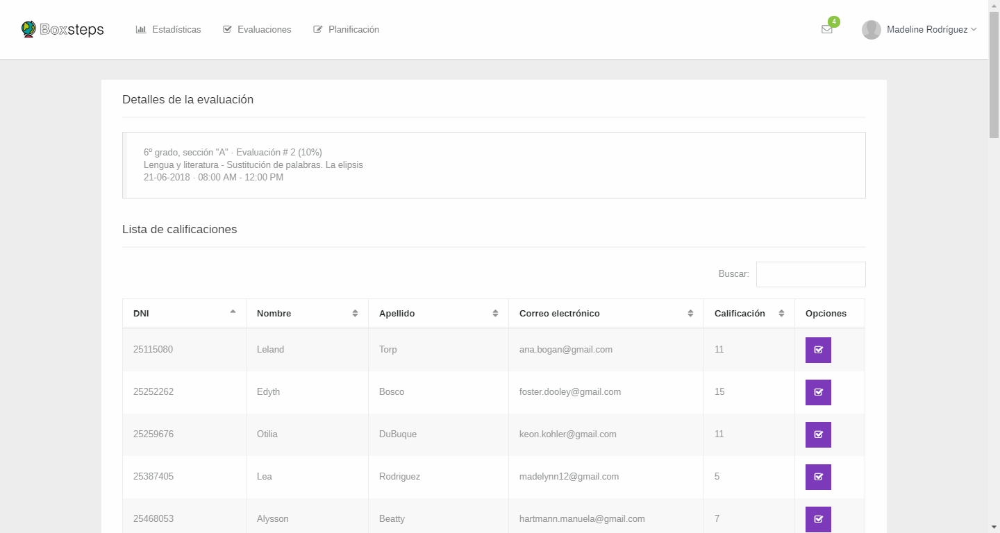 Boxsteps
Estadísticas
Evaluaciones
Planificación
4
Madeline Rodríguez
Detalles de la evaluación
6º grado, sección "A" · Evaluación # 2 (10%)
Lengua y literatura - Sustitución de palabras. La elipsis
21-06-2018 · 08:00 AM - 12:00 PM
Lista de calificaciones
Buscar:
DNI Nombre Apellido Correo electrónico Calificación Opciones
25115080 Leland Torp ana.bogan@gmail.com 11
25252262 Edyth Bosco foster.dooley@gmail.com 15
25259676 Otilia DuBuque keon.kohler@gmail.com 11
25387405 Lea Rodriguez madelynn12@gmail.com 5
25468053 Alysson Beatty hartmann.manuela@gmail.com 7